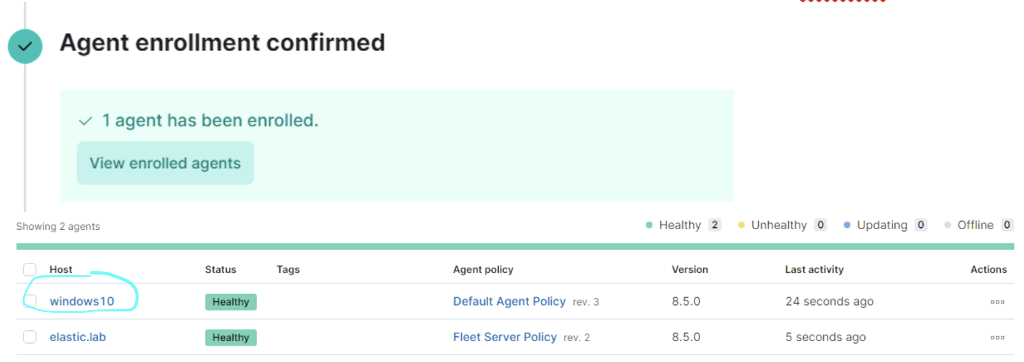 Agent enrollment confirmed
1 agent has been enrolled.
View enrolled agents
Showing 2 agents Healthy 2 Unhealthy 0 Updating 0 Offline 0
Host Status Tags Agent policy Version Last activity Actions
windows10 Healthy Default Agent Policy rev. 3 8.5.0 24 seconds ago
elastic.lab Healthy Fleet Server Policy rev. 2 8.5.0 5 seconds ago